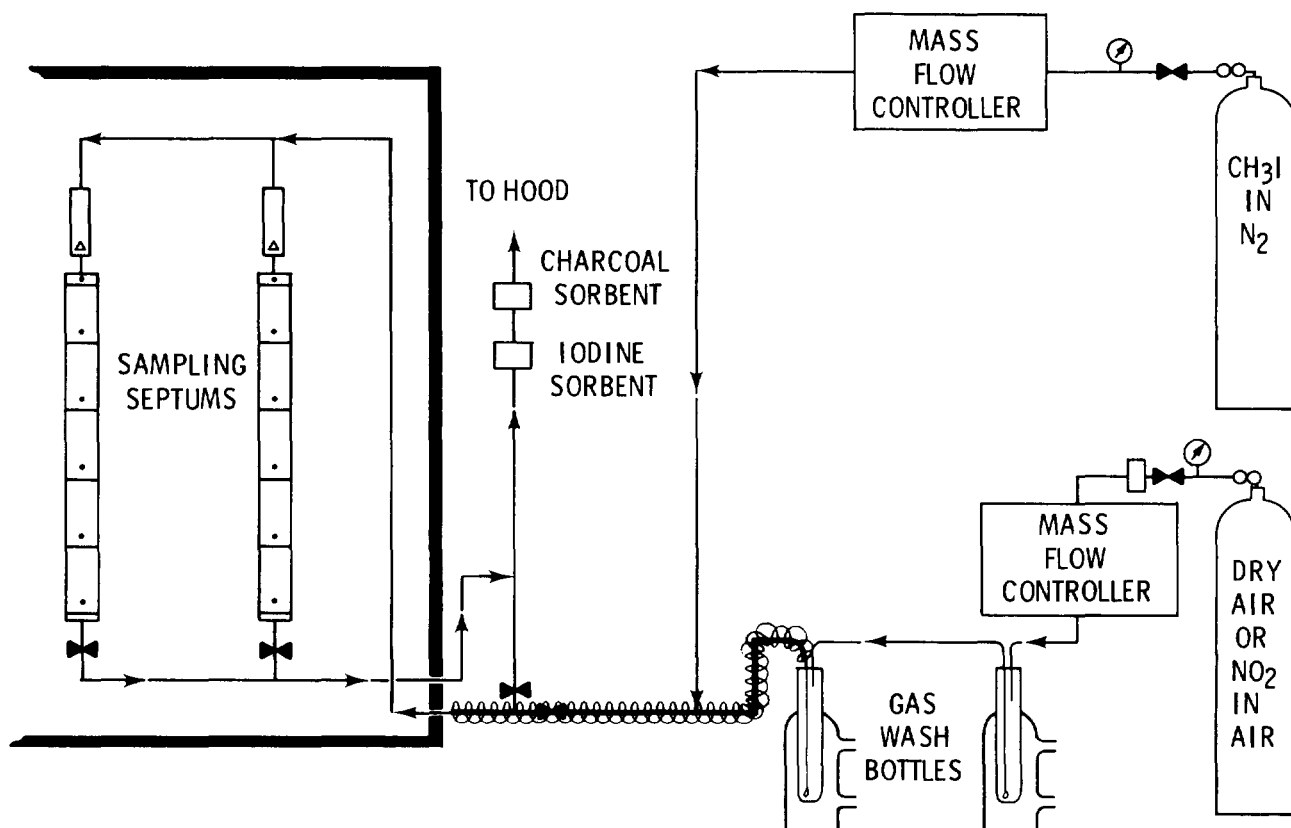 MASS
FLOW
CONTROLLER
CH3I
IN
N2
TO HOOD
CHARCOAL
SORBENT
IODINE
SORBENT
SAMPLING
SEPTUMS
MASS
FLOW
CONTROLLER
DRY
AIR
OR
NO2
IN
AIR
GAS
WASH
BOTTLES